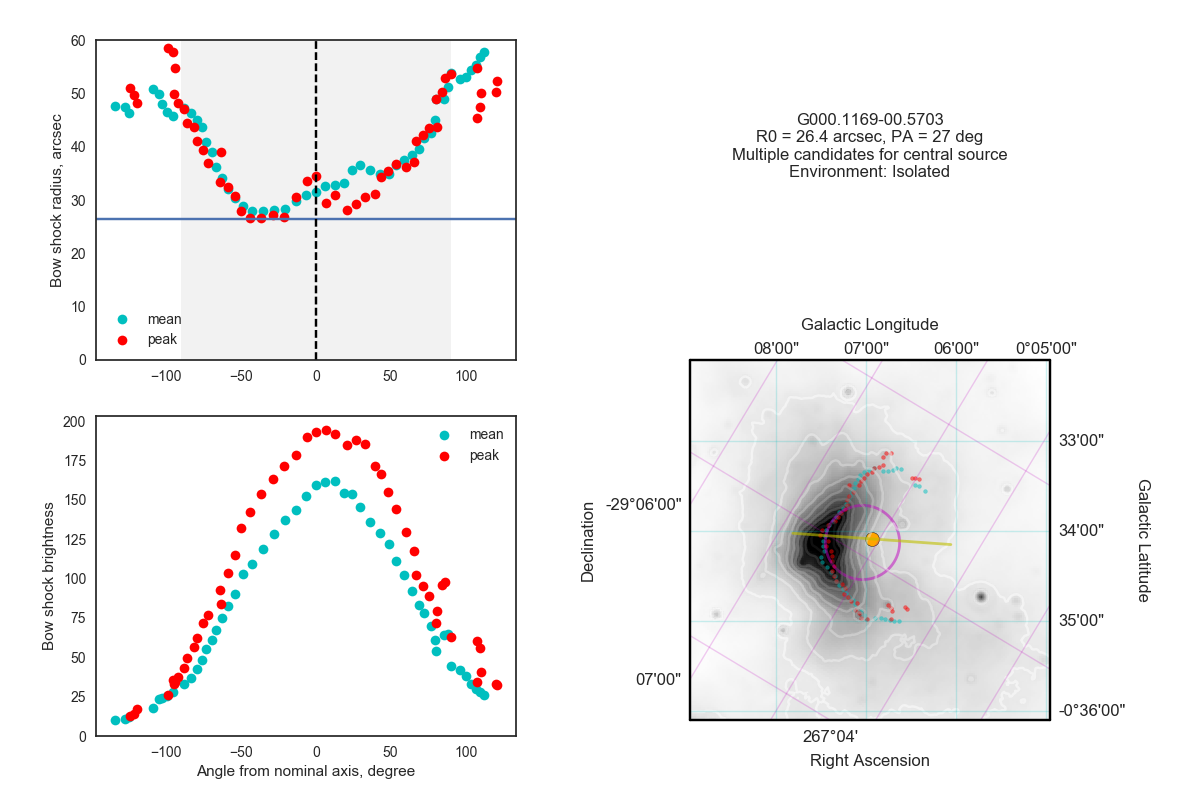 60
50
40
30
20
10
0
Bow shock radius, arcsec
mean
peak
−100
−50
0
50
100
G000.1169-00.5703
R0 = 26.4 arcsec, PA = 27 deg
Multiple candidates for central source
Environment: Isolated
200
175
150
125
100
75
50
25
0
Bow shock brightness
mean
peak
−100
−50
0
50
100
Angle from nominal axis, degree
Galactic Longitude
08'00"
07'00"
06'00"
0°05'00"
33'00"
34'00"
35'00"
-0°36'00"
Galactic Latitude
-29°06'00"
07'00"
Declination
267°04'
Right Ascension